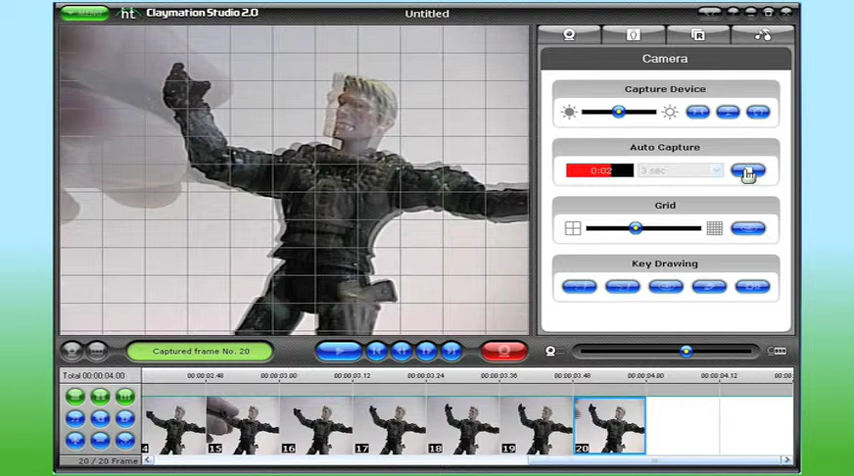 MENU
ht Claymation Studio 2.0
Untitled
Camera
Capture Device
Auto Capture
0:02
3 sec
Grid
Key Drawing
Captured frame No. 20
Total 00:00:04.00
00:00:02.48
00:00:03.00
00:00:03.12
00:00:03.24
00:00:03.36
00:00:03.48
00:00:04.00
00:00:04.12
4
15
16
17
18
19
20
20 / 20 Frame